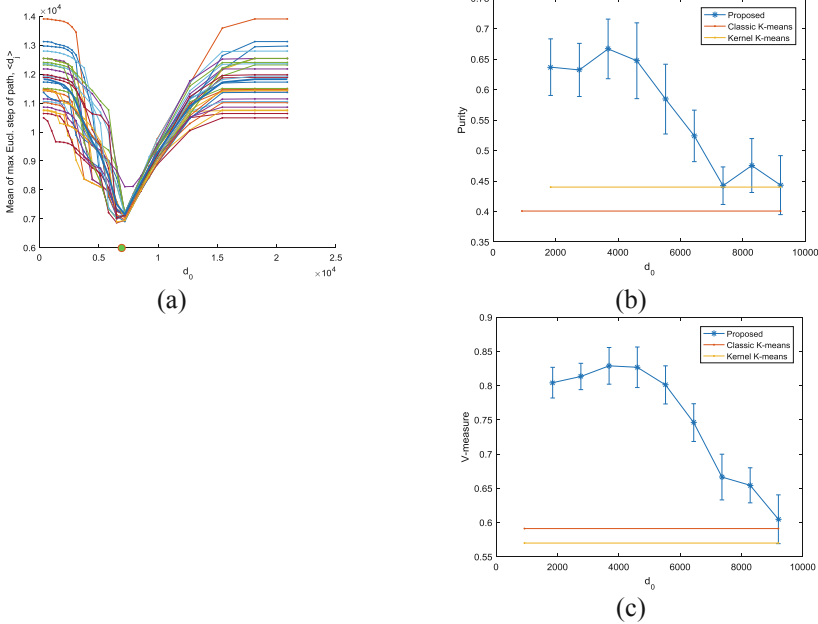 ×10^4
1.4
1.3
1.2
1.1
1
0.9
0.8
0.7
0.6
Mean of max Eucl. step of path, <d_j>
0 0.5 1 1.5 2 2.5
×10^4
d_0
(a)
0.7
0.65
0.6
0.55
0.5
0.45
0.4
0.35
Purity
Proposed
Classic K-means
Kernel K-means
0 2000 4000 6000 8000 10000
d_0
(b)
0.9
0.85
0.8
0.75
0.7
0.65
0.6
0.55
V-measure
Proposed
Classic K-means
Kernel K-means
0 2000 4000 6000 8000 10000
d_0
(c)